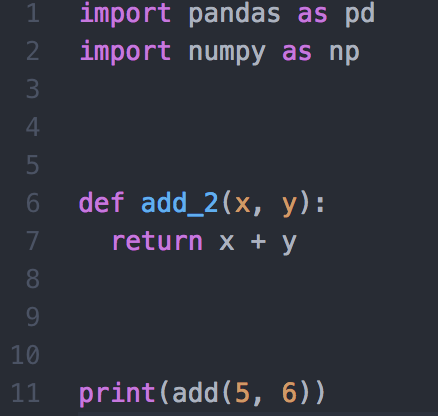 1 import pandas as pd
2 import numpy as np
3
4
5
6 def add_2(x, y):
7   return x + y
8
9
10
11 print(add(5, 6))